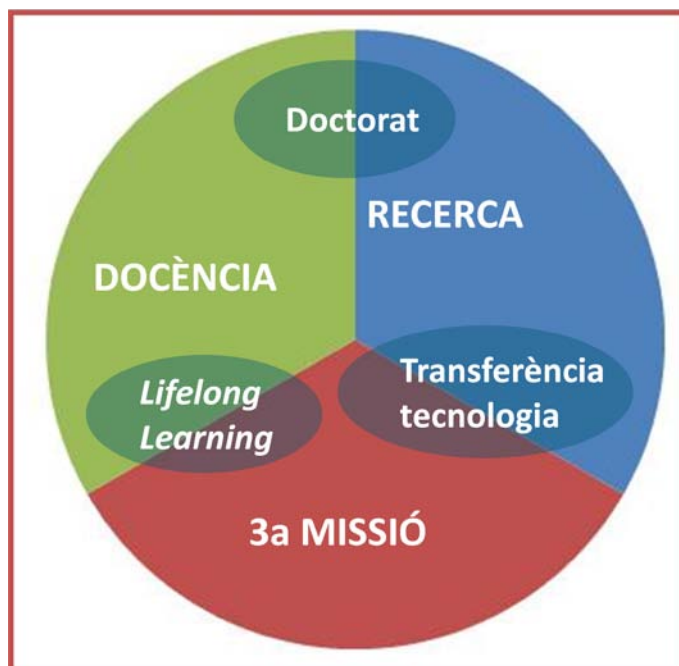 Doctorat
RECERCA
DOCÈNCIA
Transferència
tecnologia
Lifelong
Learning
3a MISSIÓ